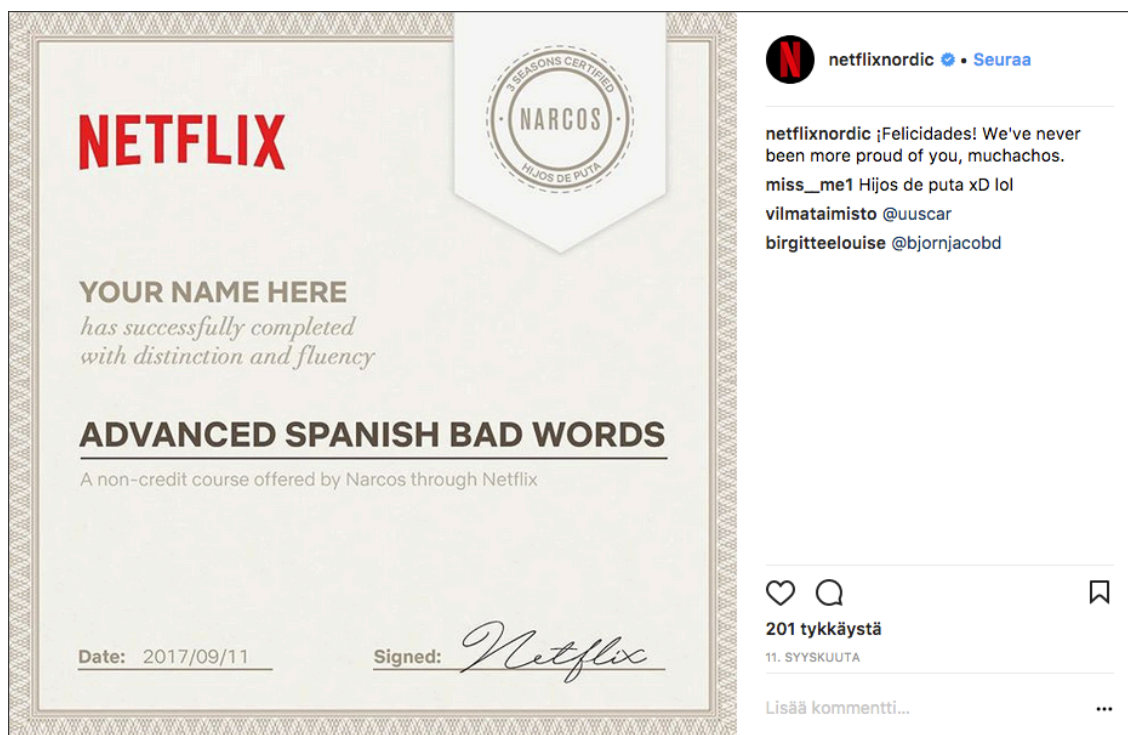 NETFLIX
3 SEASONS CERTIFIED
NARCOS
HIJOS DE PUTA
YOUR NAME HERE
has successfully completed
with distinction and fluency
ADVANCED SPANISH BAD WORDS
A non-credit course offered by Narcos through Netflix
Date: 2017/09/11
Signed: Netflix
N
netflixnordic • Seuraa
netflixnordic ¡Felicidades! We've never
been more proud of you, muchachos.
miss__me1 Hijos de puta xD lol
vilmataimisto @uuscar
birgitteelouise @bjornjacobd
201 tykkäystä
11. SYYSKUUTA
Lisää kommentti...